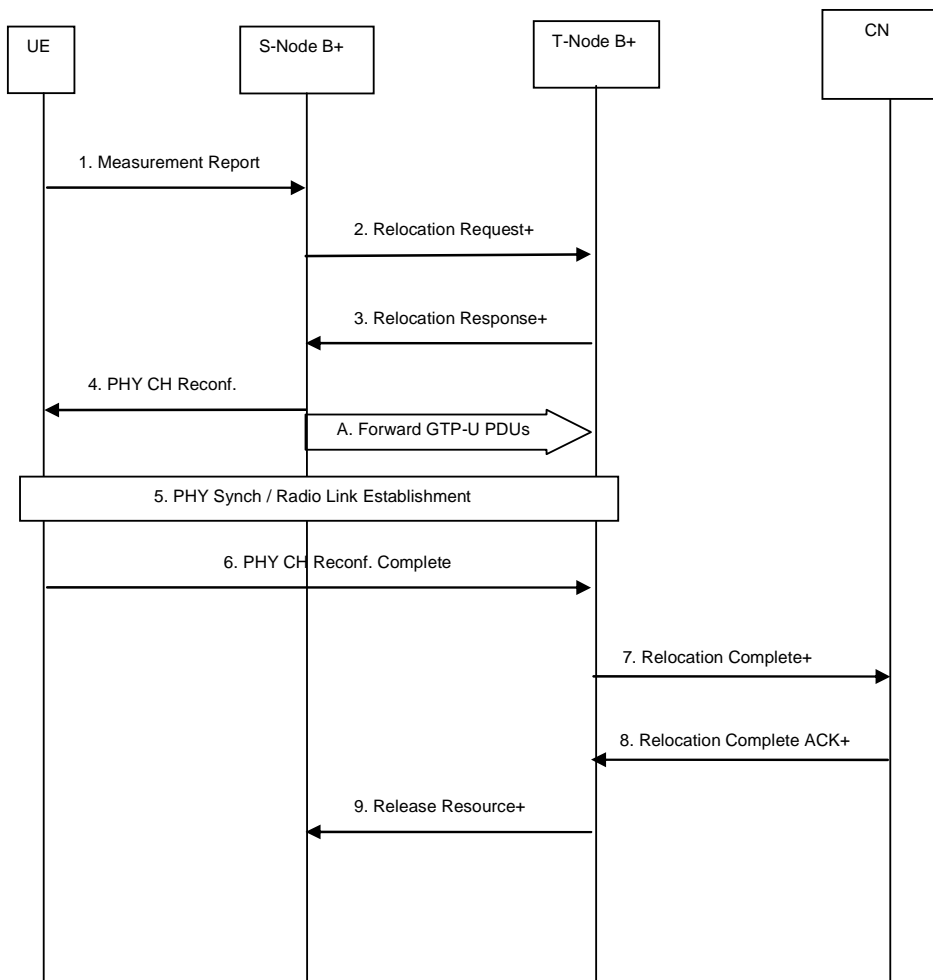 UE
S-Node B+
T-Node B+
CN
1. Measurement Report
2. Relocation Request+
3. Relocation Response+
4. PHY CH Reconf.
A. Forward GTP-U PDUs
5. PHY Synch / Radio Link Establishment
6. PHY CH Reconf. Complete
7. Relocation Complete+
8. Relocation Complete ACK+
9. Release Resource+